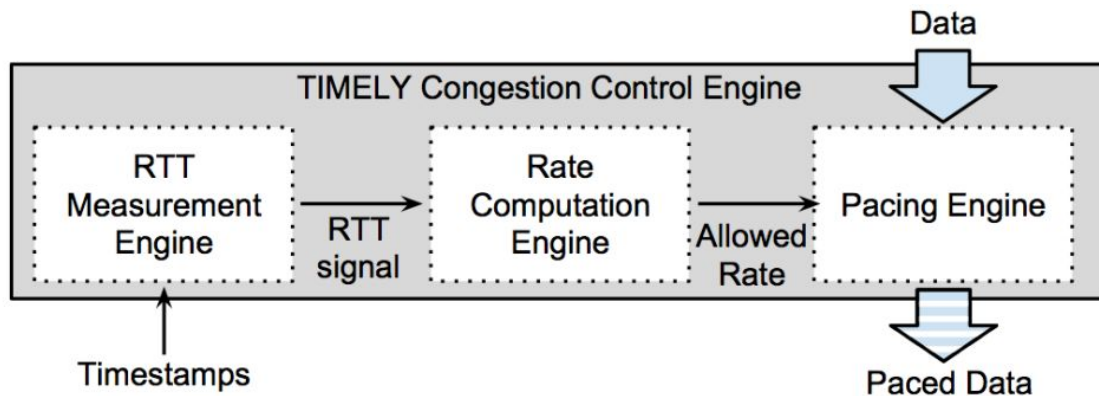 Data
TIMELY Congestion Control Engine
RTT
Measurement
Engine
RTT
signal
Rate
Computation
Engine
Allowed
Rate
Pacing Engine
Timestamps
Paced Data